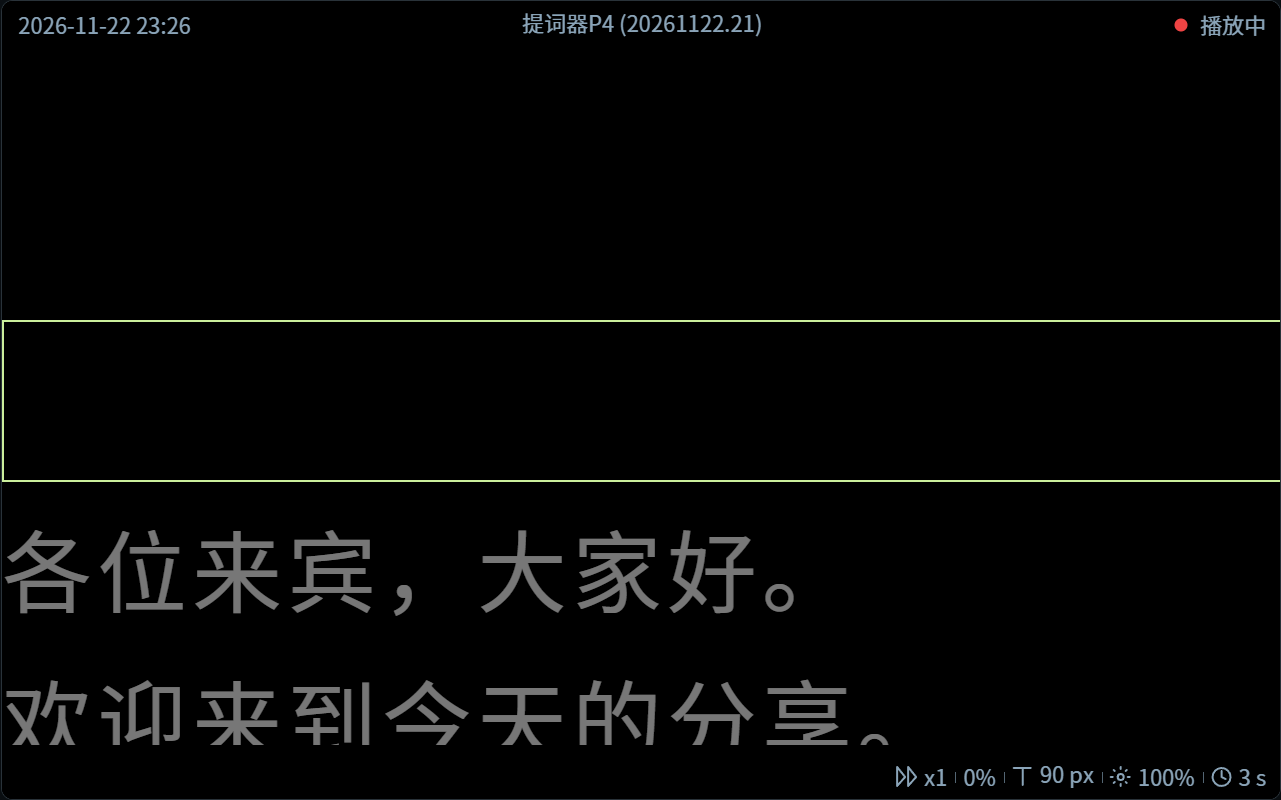 2026-11-22 23:26
提词器P4 (20261122.21)
播放中
各位来宾，大家好。
欢迎来到今天的分享。
x1 0% 90 px 100% 3 s